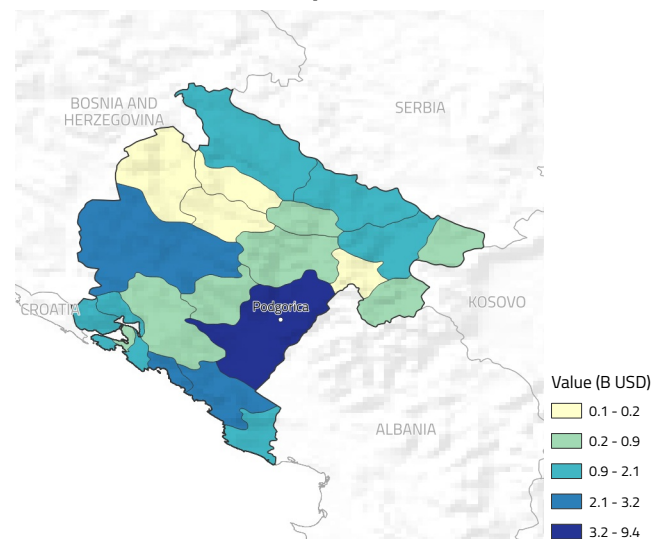 BOSNIA AND
HERZEGOVINA
SERBIA
CROATIA
Podgorica
KOSOVO
ALBANIA
Value (B USD)
0.1 - 0.2
0.2 - 0.9
0.9 - 2.1
2.1 - 3.2
3.2 - 9.4